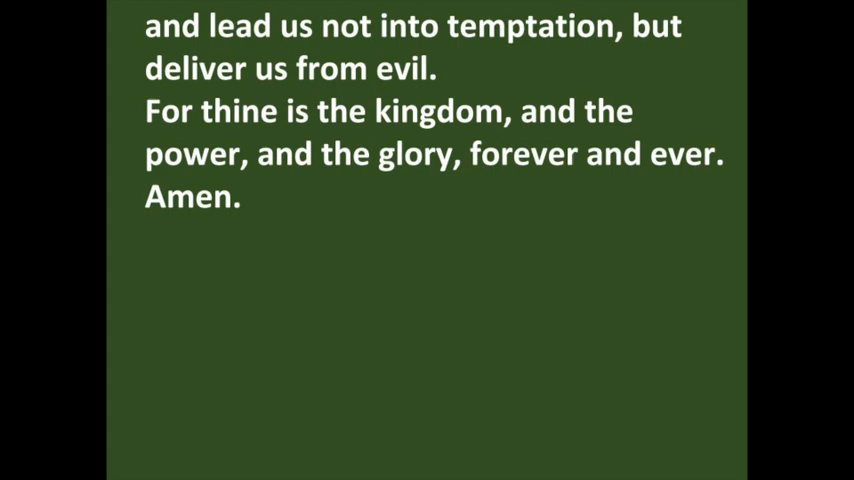 and lead us not into temptation, but
deliver us from evil.
For thine is the kingdom, and the
power, and the glory, forever and ever.
Amen.